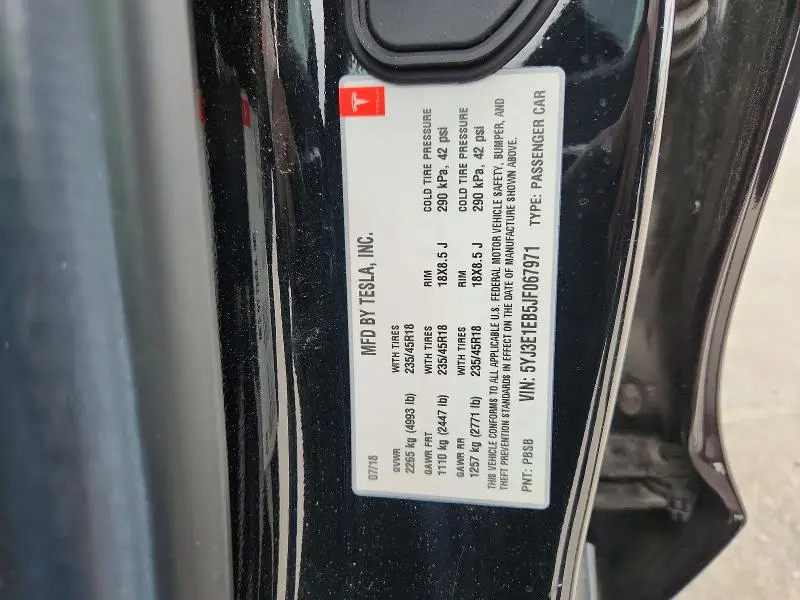 TESLA
07/18
MFD BY TESLA, INC.
GVWR WITH TIRES RIM COLD TIRE PRESSURE
2265 kg (4993 lb) 235/45R18 18X8.5 J 290 kPa, 42 psi
GAWR FRT WITH TIRES
1110 kg (2447 lb) 235/45R18
GAWR RR WITH TIRES RIM COLD TIRE PRESSURE
1257 kg (2771 lb) 235/45R18 18X8.5 J 290 kPa, 42 psi
THIS VEHICLE CONFORMS TO ALL APPLICABLE U.S. FEDERAL MOTOR VEHICLE SAFETY, BUMPER, AND
THEFT PREVENTION STANDARDS IN EFFECT ON THE DATE OF MANUFACTURE SHOWN ABOVE.
PNT: PBSB VIN: 5YJ3E1EB5JF067971 TYPE: PASSENGER CAR